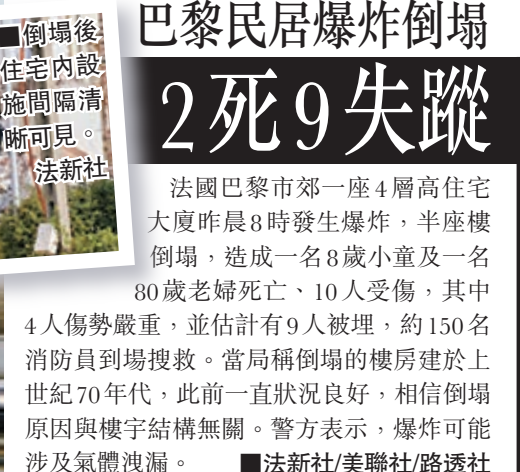 巴黎民居爆炸倒塌
2死9失蹤
■倒塌後
住宅內設
施間隔清
晰可見。
法新社
法國巴黎市郊一座4層高住宅
大廈昨晨8時發生爆炸，半座樓
倒塌，造成一名8歲小童及一名
80歲老婦死亡、10人受傷，其中
4人傷勢嚴重，並估計有9人被埋，約150名
消防員到場搜救。當局稱倒塌的樓房建於上
世紀70年代，此前一直狀況良好，相信倒塌
原因與樓宇結構無關。警方表示，爆炸可能
涉及氣體洩漏。 ■法新社/美聯社/路透社